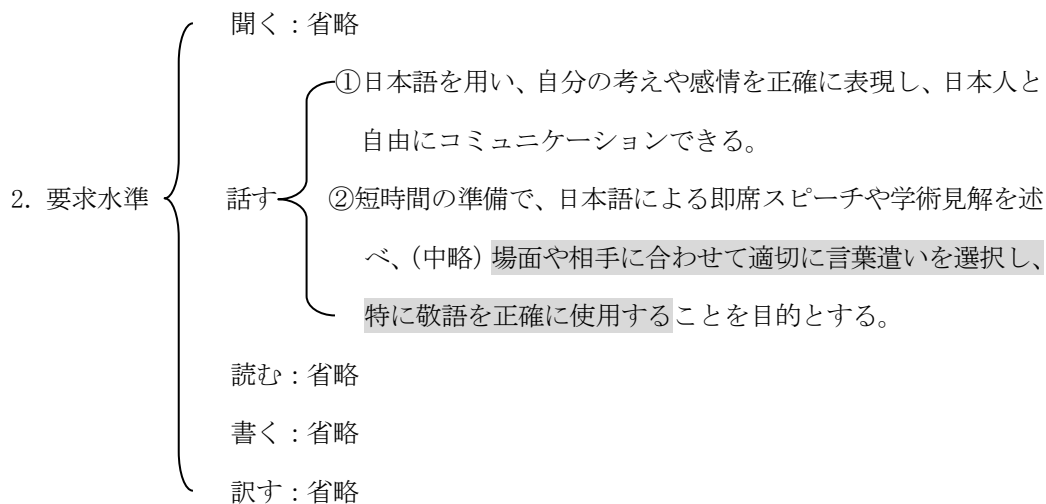 聞く：省略
①日本語を用い、自分の考えや感情を正確に表現し、日本人と
自由にコミュニケーションできる。
2. 要求水準
話す
②短時間の準備で、日本語による即席スピーチや学術見解を述
べ、（中略）場面や相手に合わせて適切に言葉遣いを選択し、
特に敬語を正確に使用することを目的とする。
読む：省略
書く：省略
訳す：省略